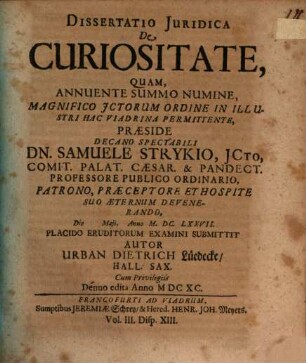 DISSERTATIO JURIDICA
De
CURIOSITATE,
QUAM,
ANNUENTE SUMMO NUMINE,
MAGNIFICO JCTORUM ORDINE IN ILLU-
STRI HAC VIADRINA PERMITTENTE,
PRÆSIDE
DECANO SPECTABILI
DN. SAMUELE STRYKIO, JCTO,
COMIT. PALAT. CÆSAR. & PANDECT.
PROFESSORE PUBLICO ORDINARIO,
PATRONO, PRÆCEPTORE ET HOSPITE
SUO ÆTERNUM DEVENE-
RANDO,
Die Maji, Anno M. DC. LXXVII.
PLACIDO ERUDITORUM EXAMINI SUBMITTIT
AUTOR
URBAN DIETRICH Lüedecke/
HALL. SAX.
Cum Privilegiis
Denuo edita Anno M DC XC.
FRANCOFURTI AD VIADRUM,
Sumptibus JEREMIÆ Schrey/ & Hered. HENR. JOH. Meyers.
Vol. III. Disp. XIII.